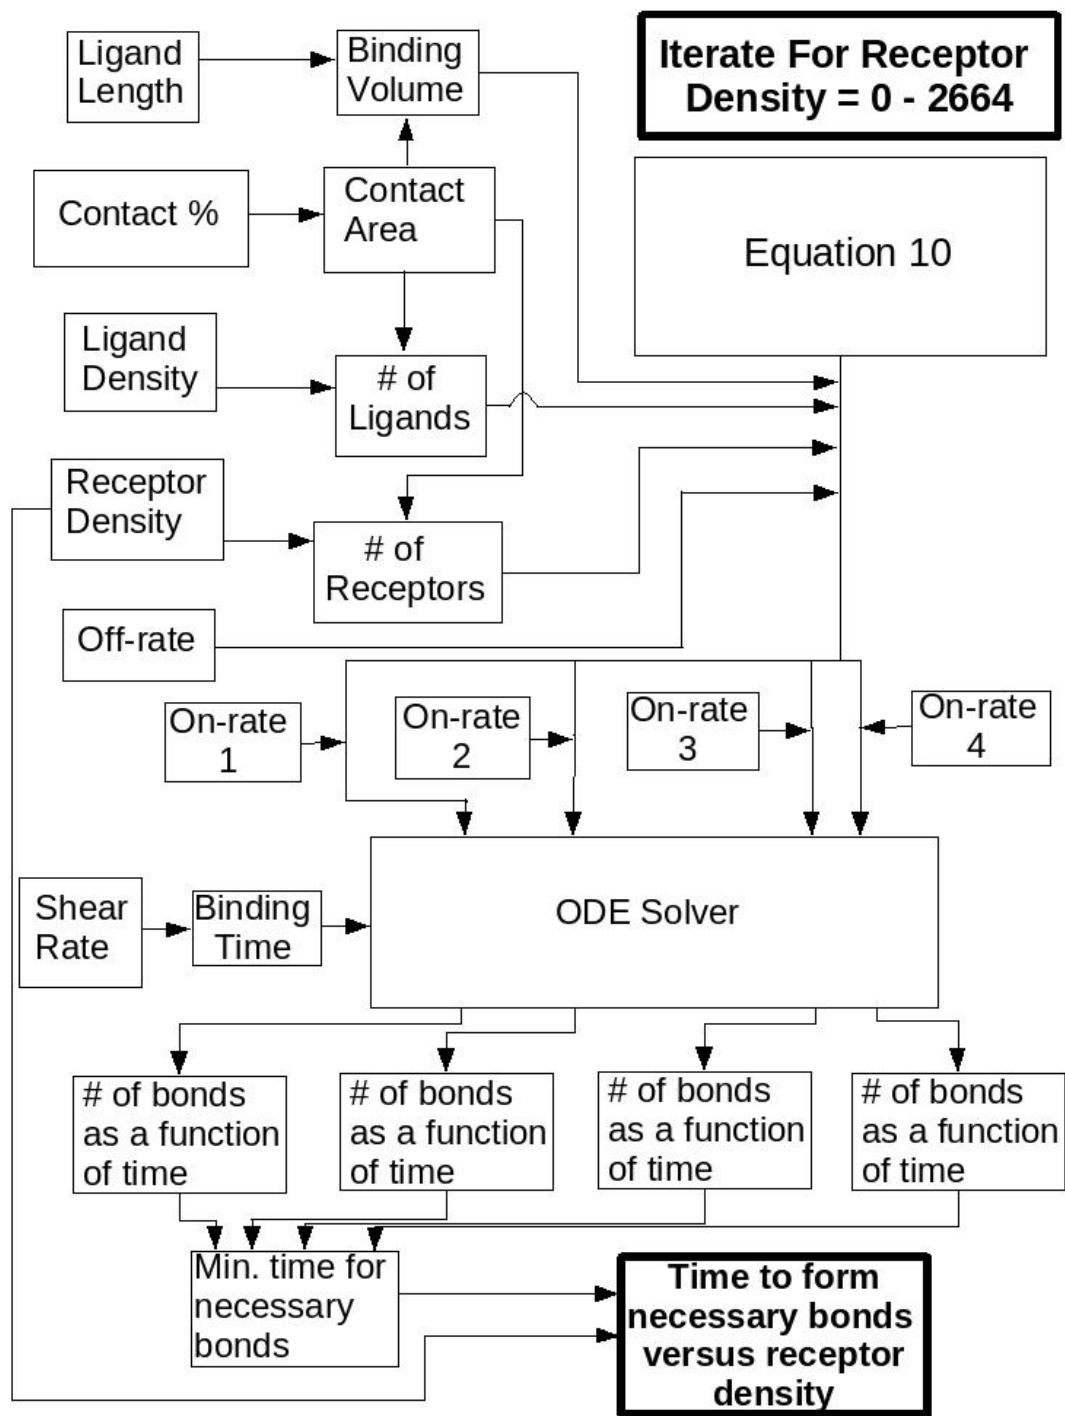 Ligand
Length
Binding
Volume
Iterate For Receptor
Density = 0 - 2664
Contact %
Contact
Area
Equation 10
Ligand
Density
# of
Ligands
Receptor
Density
# of
Receptors
Off-rate
On-rate
1
On-rate
2
On-rate
3
On-rate
4
Shear
Rate
Binding
Time
ODE Solver
# of bonds
as a function
of time
# of bonds
as a function
of time
# of bonds
as a function
of time
# of bonds
as a function
of time
Min. time for
necessary
bonds
Time to form
necessary bonds
versus receptor
density